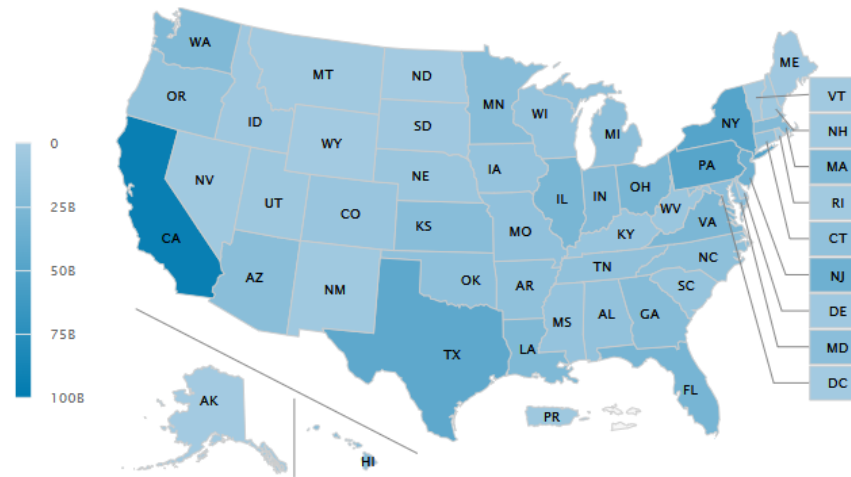 WA
ME
MT
ND
VT
OR
MN
ID
WI
NH
SD
NY
MI
WY
MA
0
IA
PA
NE
NV
RI
OH
IL
IN
UT
25B
CO
WV
VA
KS
MO
CT
CA
KY
NC
TN
50B
AZ
OK
NJ
AR
SC
NM
DE
MS
AL
GA
75B
LA
MD
TX
DC
FL
100B
AK
PR
HI